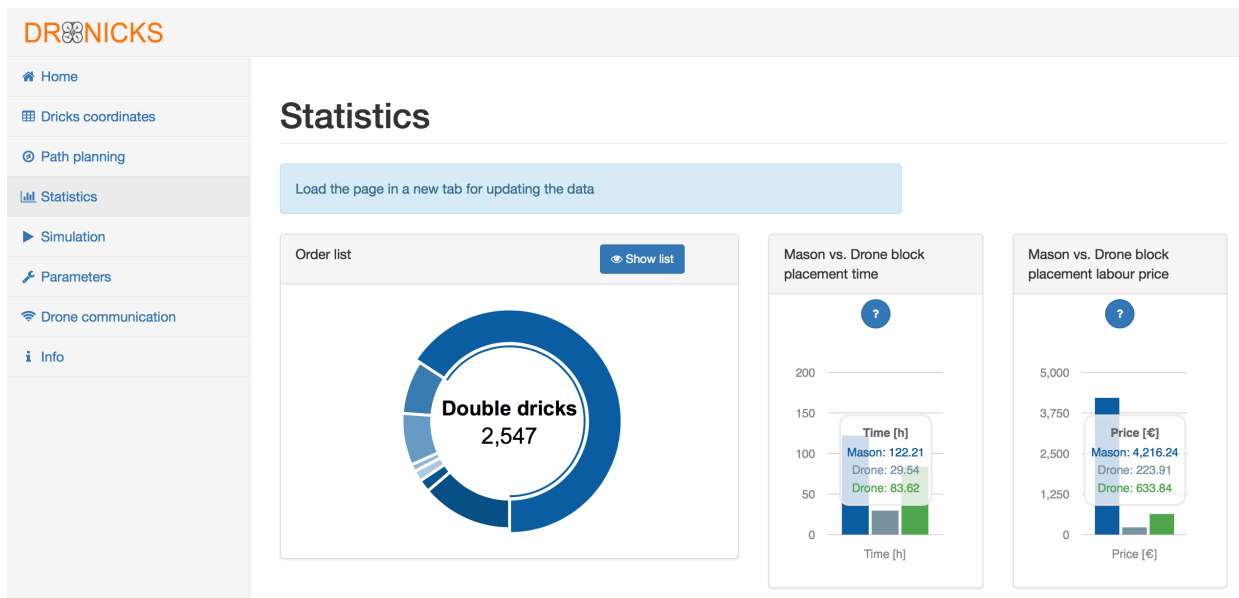 DRONICKS
Home
Dricks coordinates
Path planning
Statistics
Simulation
Parameters
Drone communication
i Info
Statistics
Load the page in a new tab for updating the data
Order list
Show list
Double dricks
2,547
Mason vs. Drone block
placement time
?
200
150
100
50
0
Time [h]
Mason: 122.21
Drone: 29.54
Drone: 83.62
Time [h]
Mason vs. Drone block
placement labour price
?
5,000
3,750
2,500
1,250
0
Price [€]
Mason: 4,216.24
Drone: 223.91
Drone: 633.84
Price [€]